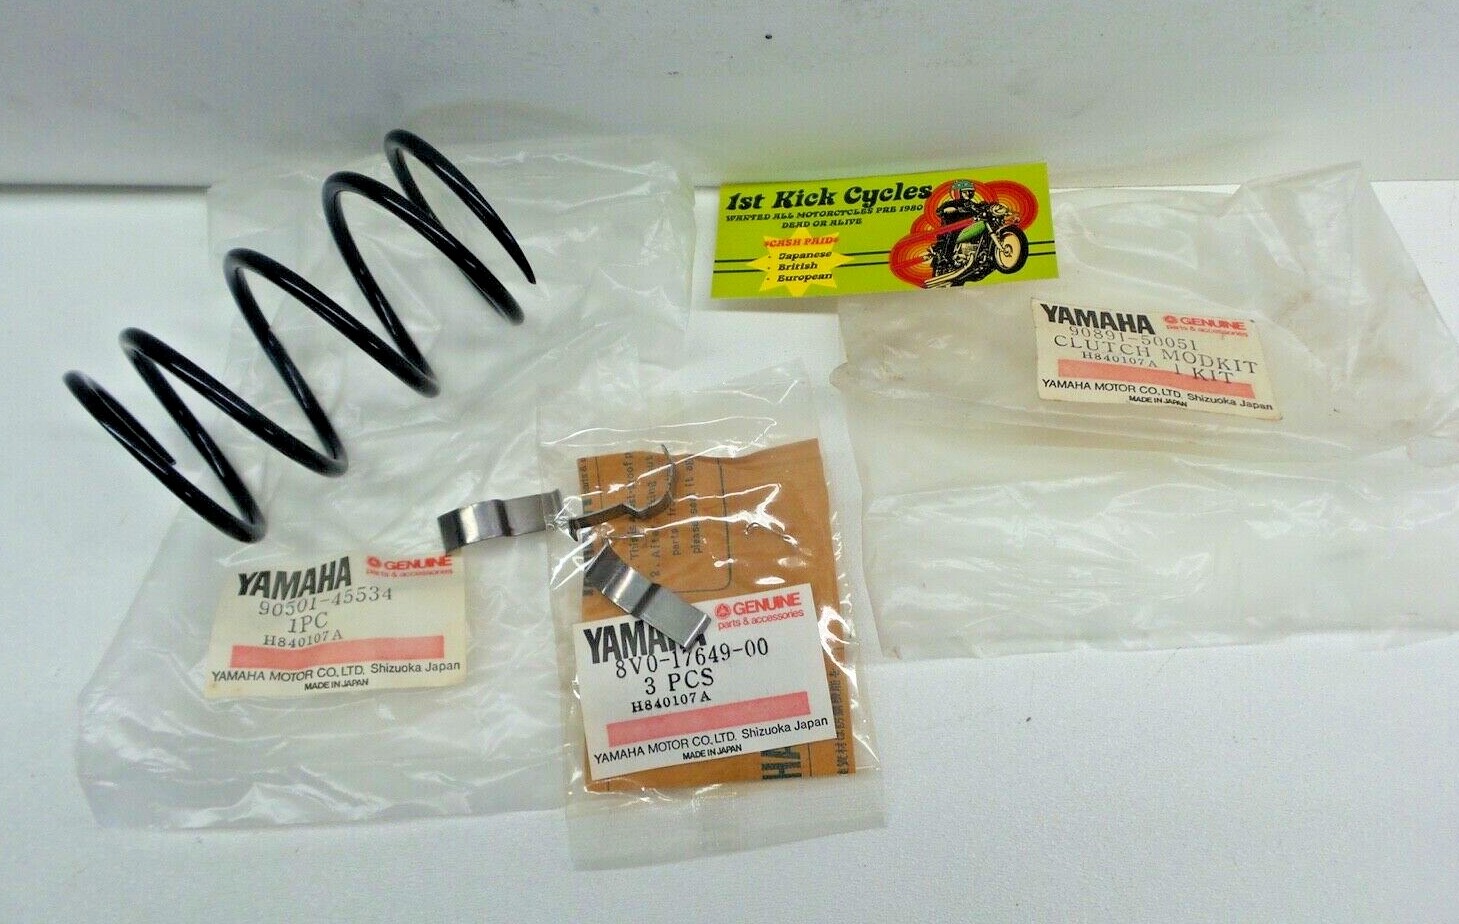 1st Kick Cycles
WANTED ALL MOTORCYCLES PRE 1980
DEAD OR ALIVE
*CASH PAID*
· Japanese
· British
· European
YAMAHA GENUINE
parts & accessories
90891-50051
CLUTCH MODKIT
H840107A 1 KIT
YAMAHA MOTOR CO., LTD. Shizuoka Japan
MADE IN JAPAN
YAMAHA GENUINE
parts & accessories
90501-45534
1PC
H840107A
YAMAHA MOTOR CO., LTD. Shizuoka Japan
MADE IN JAPAN
GENUINE
parts & accessories
YAMAHA
8V0-17649-00
3 PCS
H840107A
YAMAHA MOTOR CO., LTD. Shizuoka Japan
MADE IN JAPAN